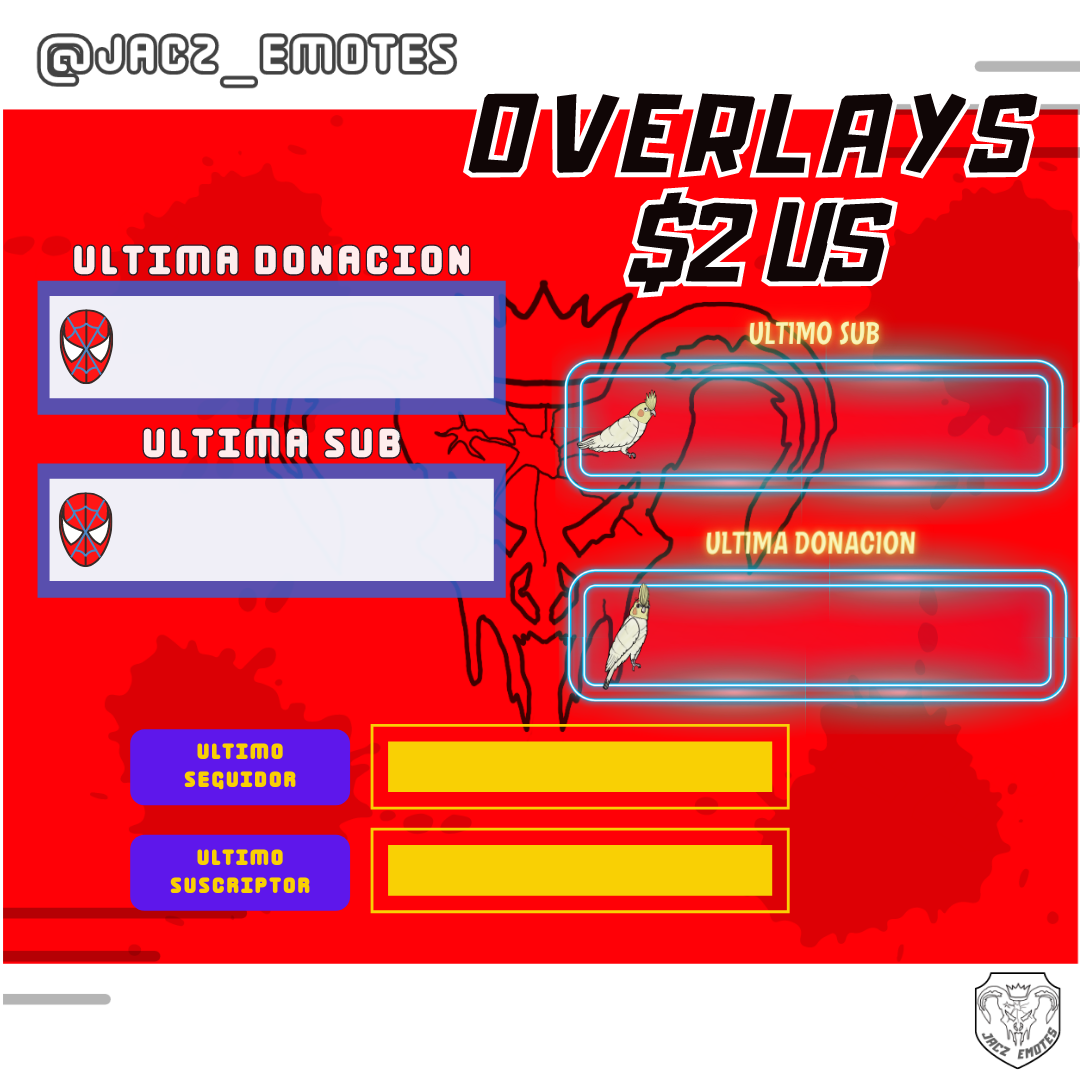 @JACZ_EMOTES
OVERLAYS
$2 US
ULTIMA DONACION
ULTIMA SUB
ULTIMO SUB
ULTIMA DONACION
ULTIMO
SEGUIDOR
ULTIMO
SUSCRIPTOR
JACZ EMOTES